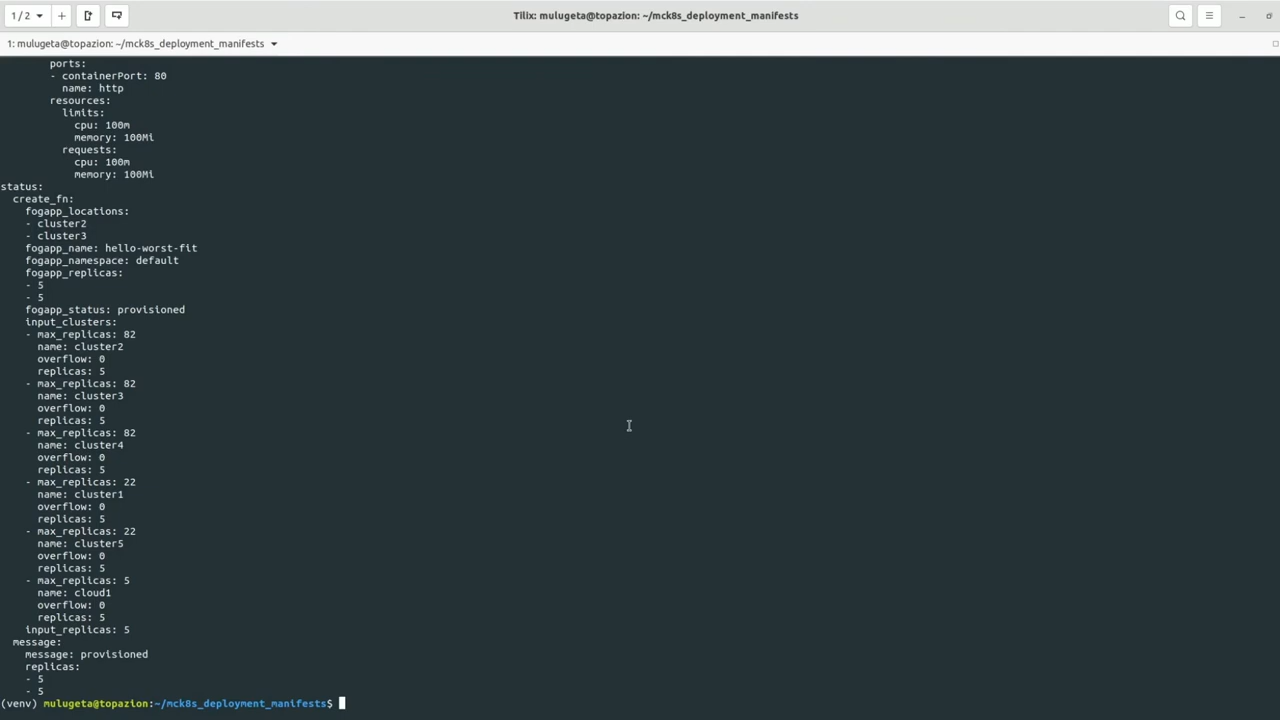 1 / 2
Tilix: mulugeta@topazion: ~/mck8s_deployment_manifests
1: mulugeta@topazion: ~/mck8s_deployment_manifests
        ports:
        - containerPort: 80
          name: http
        resources:
          limits:
            cpu: 100m
            memory: 100Mi
          requests:
            cpu: 100m
            memory: 100Mi
status:
  create_fn:
    fogapp_locations:
    - cluster2
    - cluster3
    fogapp_name: hello-worst-fit
    fogapp_namespace: default
    fogapp_replicas:
    - 5
    - 5
    fogapp_status: provisioned
    input_clusters:
    - max_replicas: 82
      name: cluster2
      overflow: 0
      replicas: 5
    - max_replicas: 82
      name: cluster3
      overflow: 0
      replicas: 5
    - max_replicas: 82
      name: cluster4
      overflow: 0
      replicas: 5
    - max_replicas: 22
      name: cluster1
      overflow: 0
      replicas: 5
    - max_replicas: 22
      name: cluster5
      overflow: 0
      replicas: 5
    - max_replicas: 5
      name: cloud1
      overflow: 0
      replicas: 5
    input_replicas: 5
  message:
    message: provisioned
    replicas:
    - 5
    - 5
(venv) mulugeta@topazion:~/mck8s_deployment_manifests$